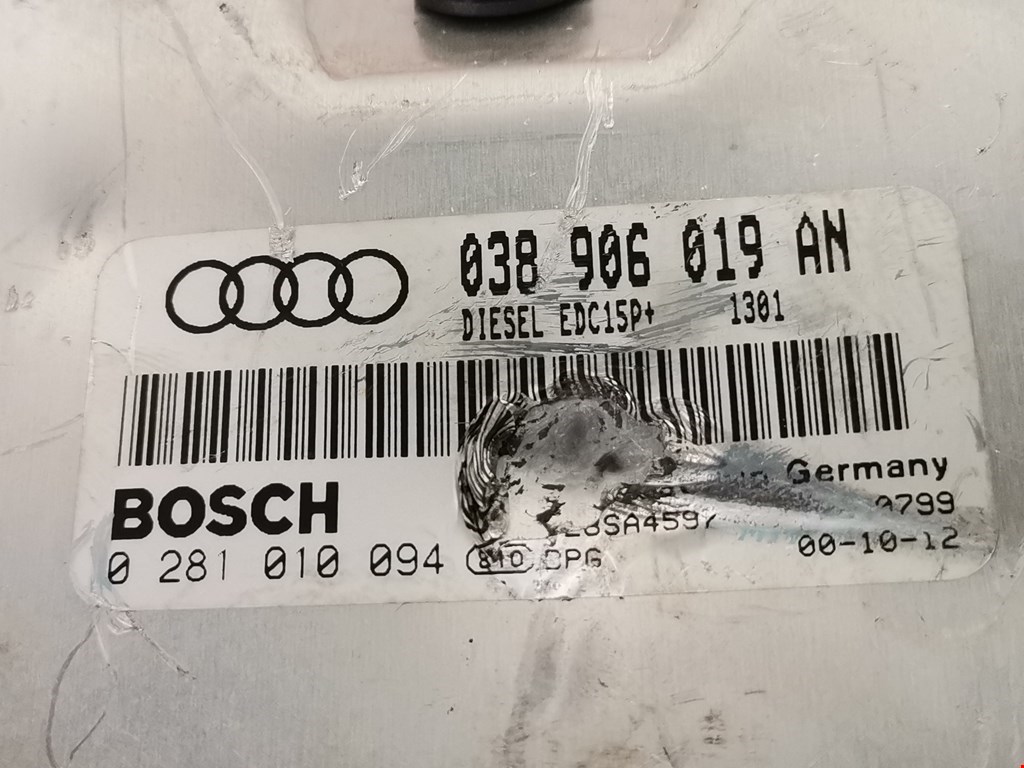 038 906 019 AN
DIESEL EDC15P+ 1301
Germany
BOSCH
0 281 010 094
00-10-12